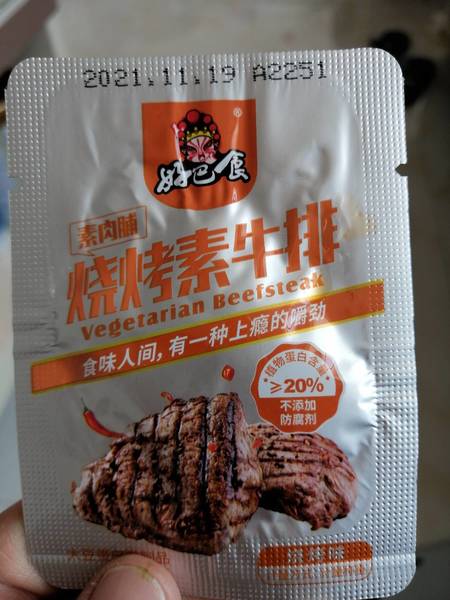 2021.11.19 A2251
®
好巴食
素肉脯
烧烤素牛排
Vegetarian Beefsteak
食味人间,有一种上瘾的嚼劲
植物蛋白含量
≥20%
不添加
防腐剂